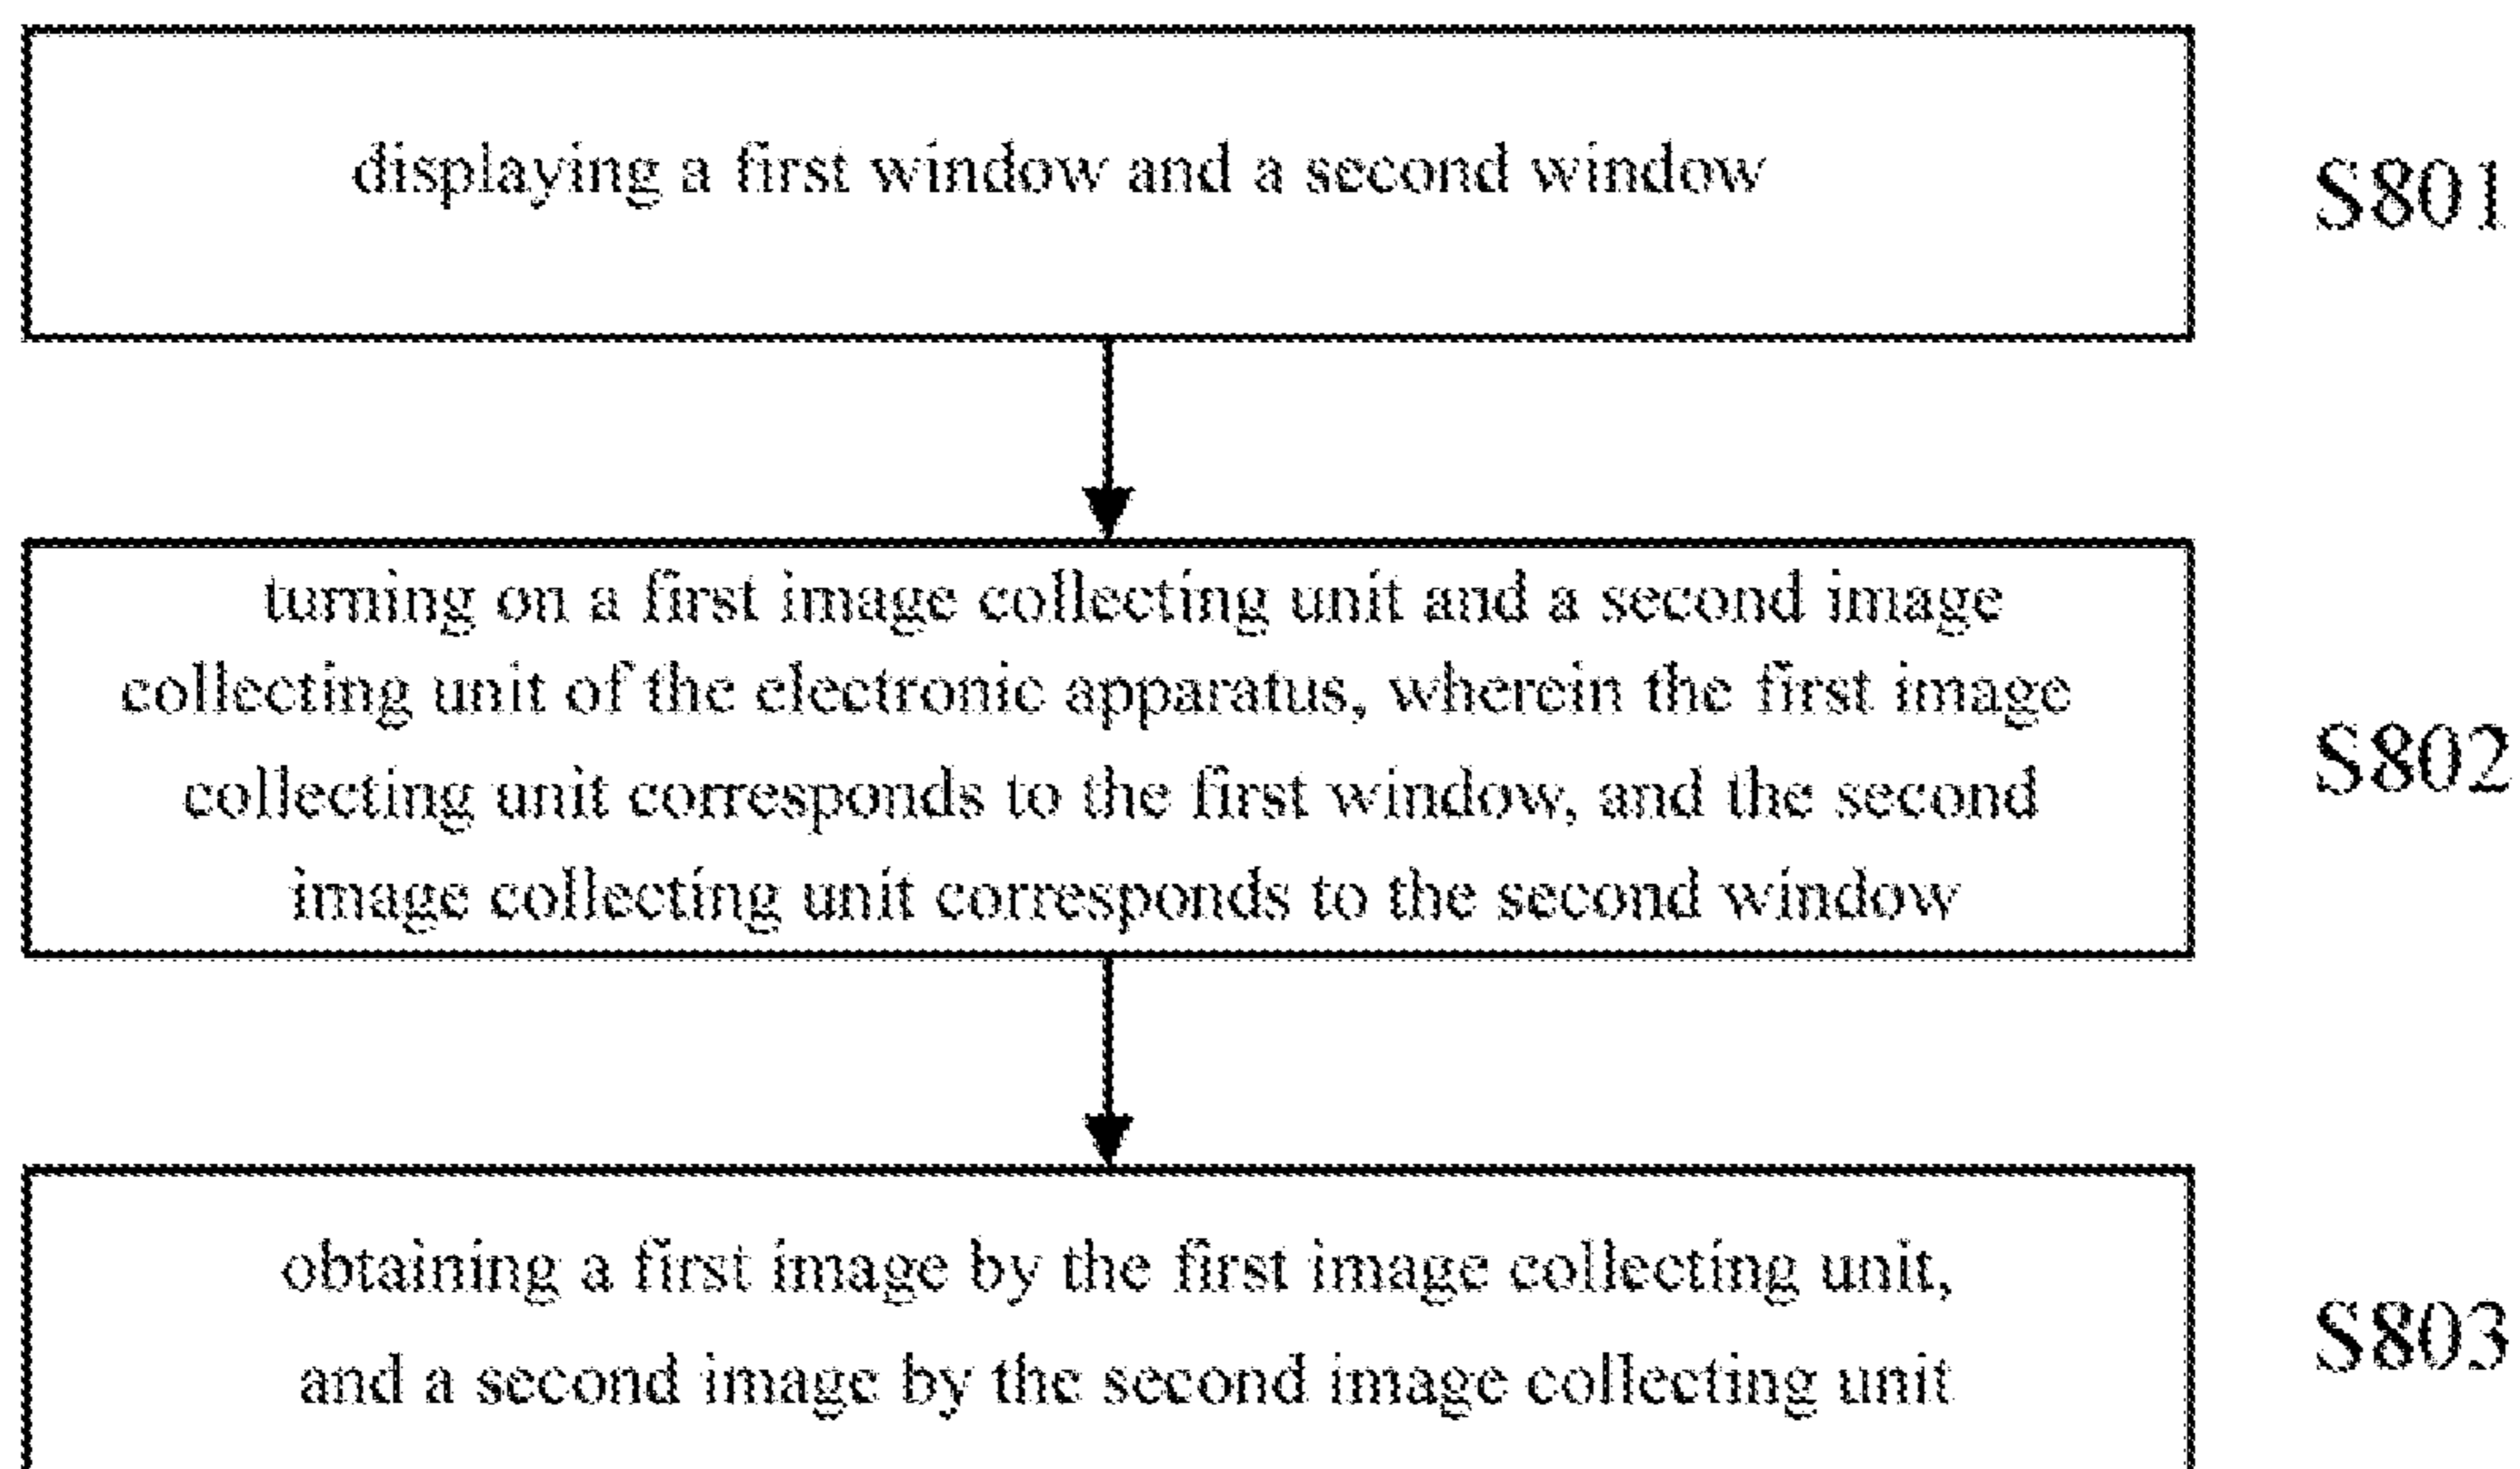 displaying a first window and a second window
S801
turning on a first image collecting unit and a second image
collecting unit of the electronic apparatus, wherein the first image
collecting unit corresponds to the first window, and the second
image collecting unit corresponds to the second window
S802
obtaining a first image by the first image collecting unit,
and a second image by the second image collecting unit
S803